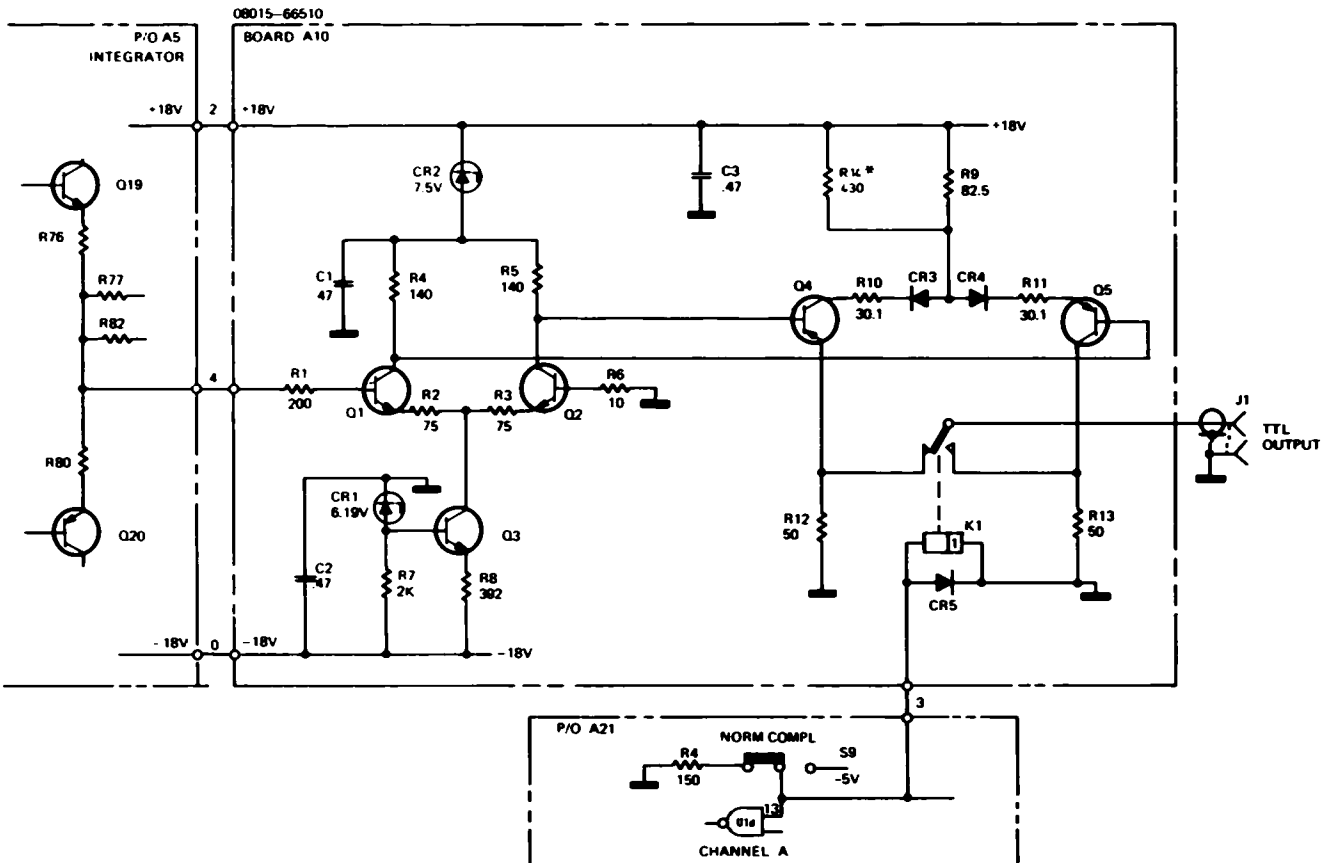 08015-66510
P/O A5
INTEGRATOR
BOARD A10
+18V 2 +18V
+18V
Q19
R76
R77
R82
CR2
7.5V
C3
.47
R14*
430
R9
82.5
C1
.47
R4
140
R5
140
Q4
R10
30.1
CR3
CR4
R11
30.1
Q5
4
R1
200
Q1
R2
75
R3
75
Q2
R6
10
J1
TTL
OUTPUT
R80
Q20
CR1
6.19V
Q3
C2
.47
R7
2K
R8
392
R12
50
K1
1
R13
50
CR5
-18V 0 -18V
-18V
3
P/O A21
NORM COMPL
R4
150
S9
-5V
13
CHANNEL A